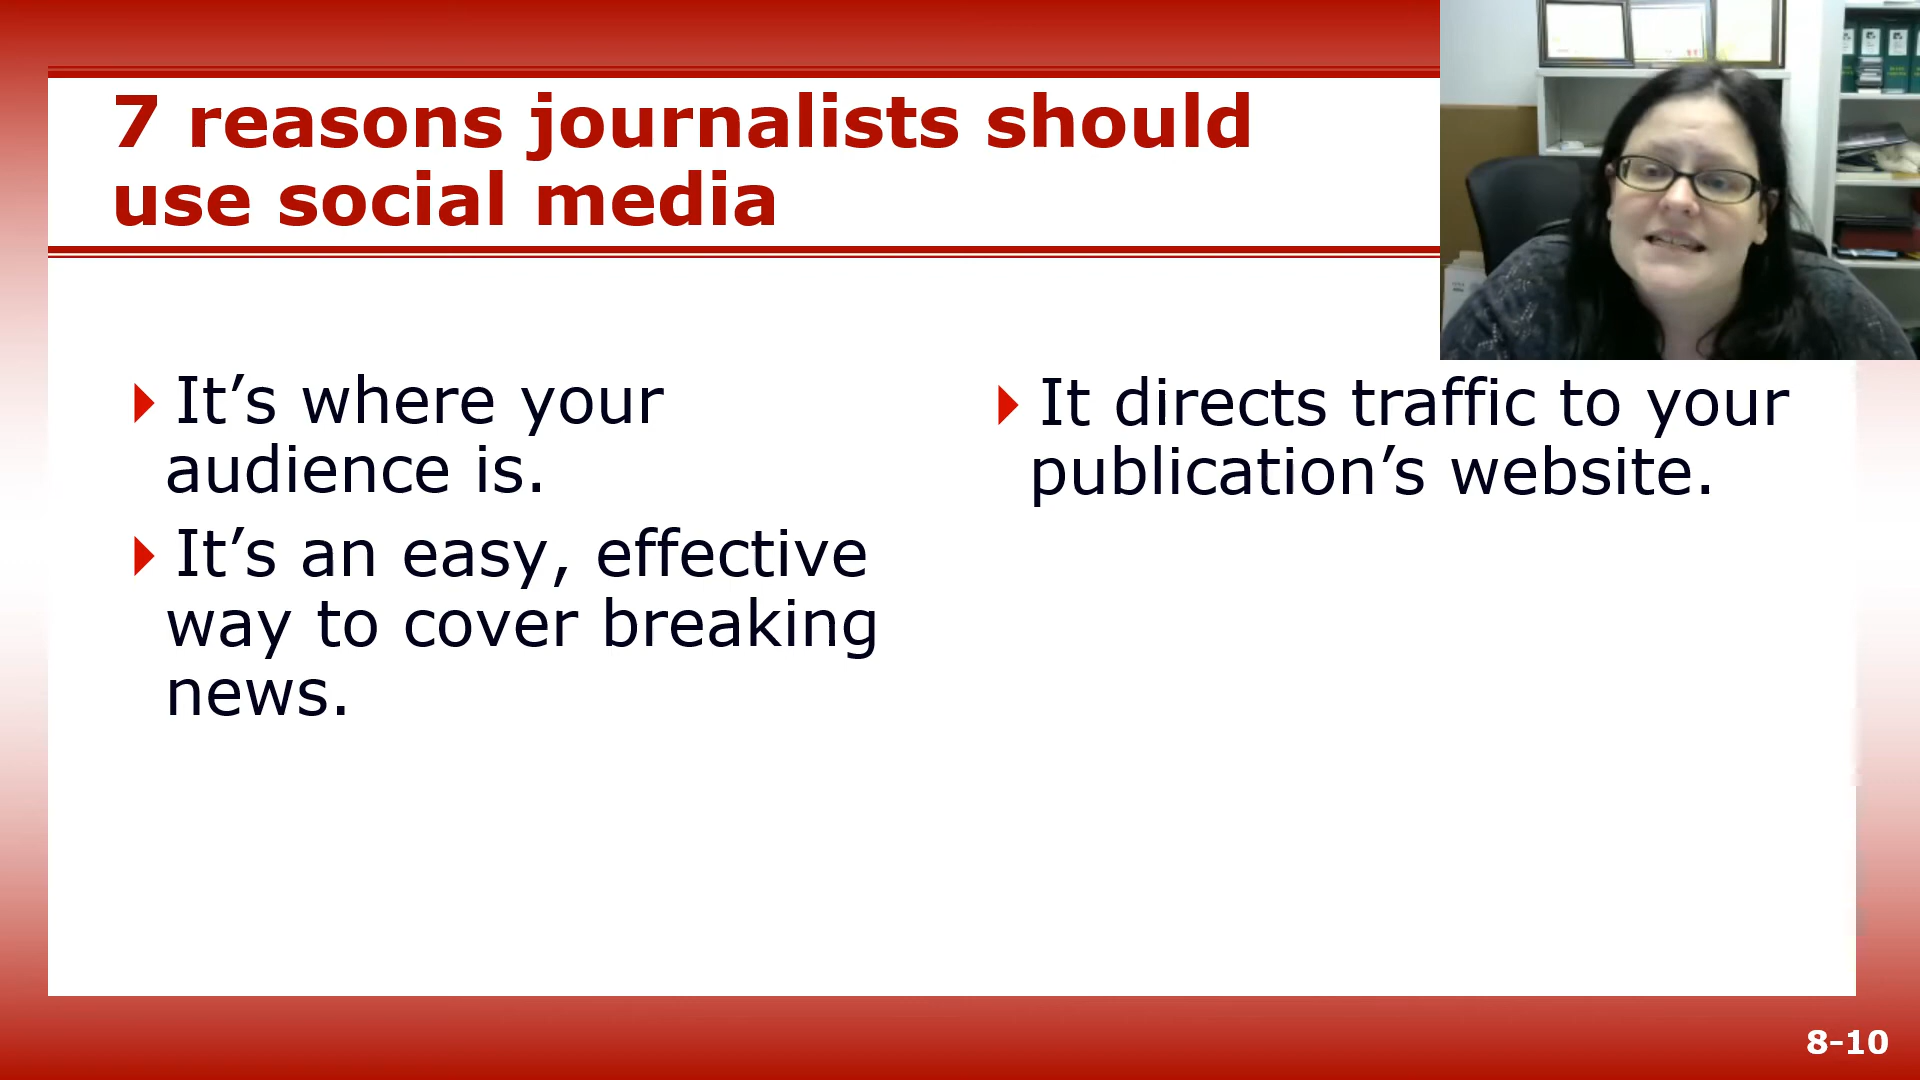 7 reasons journalists should
use social media
It’s where your
audience is.
It’s an easy, effective
way to cover breaking
news.
It directs traffic to your
publication’s website.
8-10